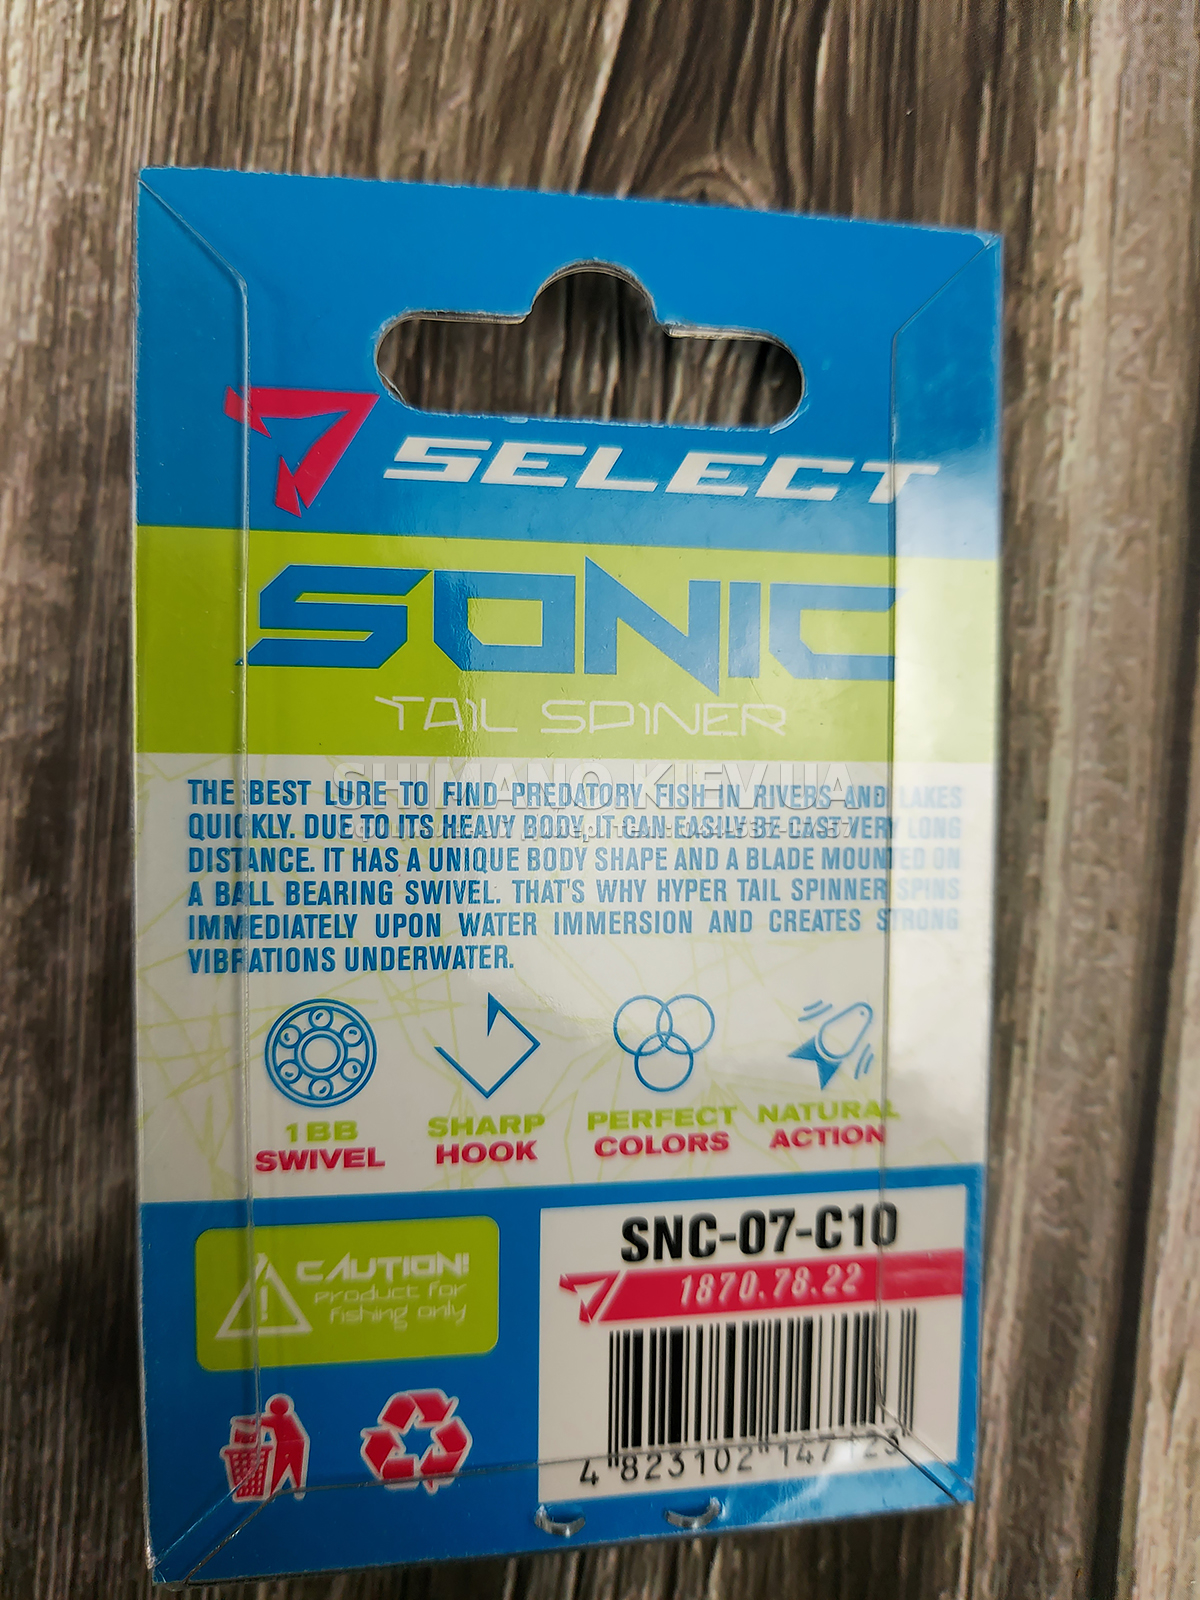 SELECT
SONIC
TAIL SPINER
SHIMANO.KIEV.UA
THE BEST LURE TO FIND PREDATORY FISH IN RIVERS AND LAKES
QUICKLY. DUE TO ITS HEAVY BODY, IT CAN EASILY BE CAST VERY LONG
DISTANCE. IT HAS A UNIQUE BODY SHAPE AND A BLADE MOUNTED ON
A BALL BEARING SWIVEL. THAT'S WHY HYPER TAIL SPINNER SPINS
IMMEDIATELY UPON WATER IMMERSION AND CREATES STRONG
VIBRATIONS UNDERWATER.
1BB
SWIVEL
SHARP
HOOK
PERFECT
COLORS
NATURAL
ACTION
CAUTION!
product for
fishing only
SNC-07-C10
1870.78.22
4 823102 147123